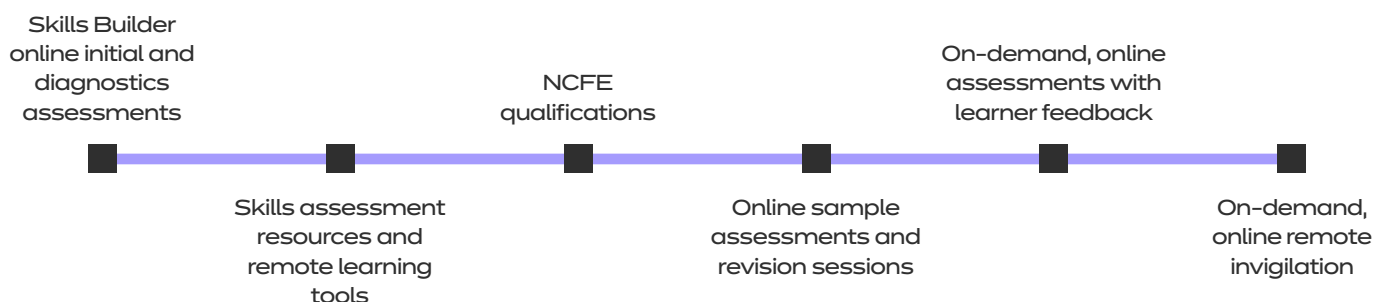 Skills Builder
online initial and
diagnostics
assessments
Skills assessment
resources and
remote learning
tools
NCFE
qualifications
Online sample
assessments and
revision sessions
On-demand, online
assessments with
learner feedback
On-demand,
online remote
invigilation